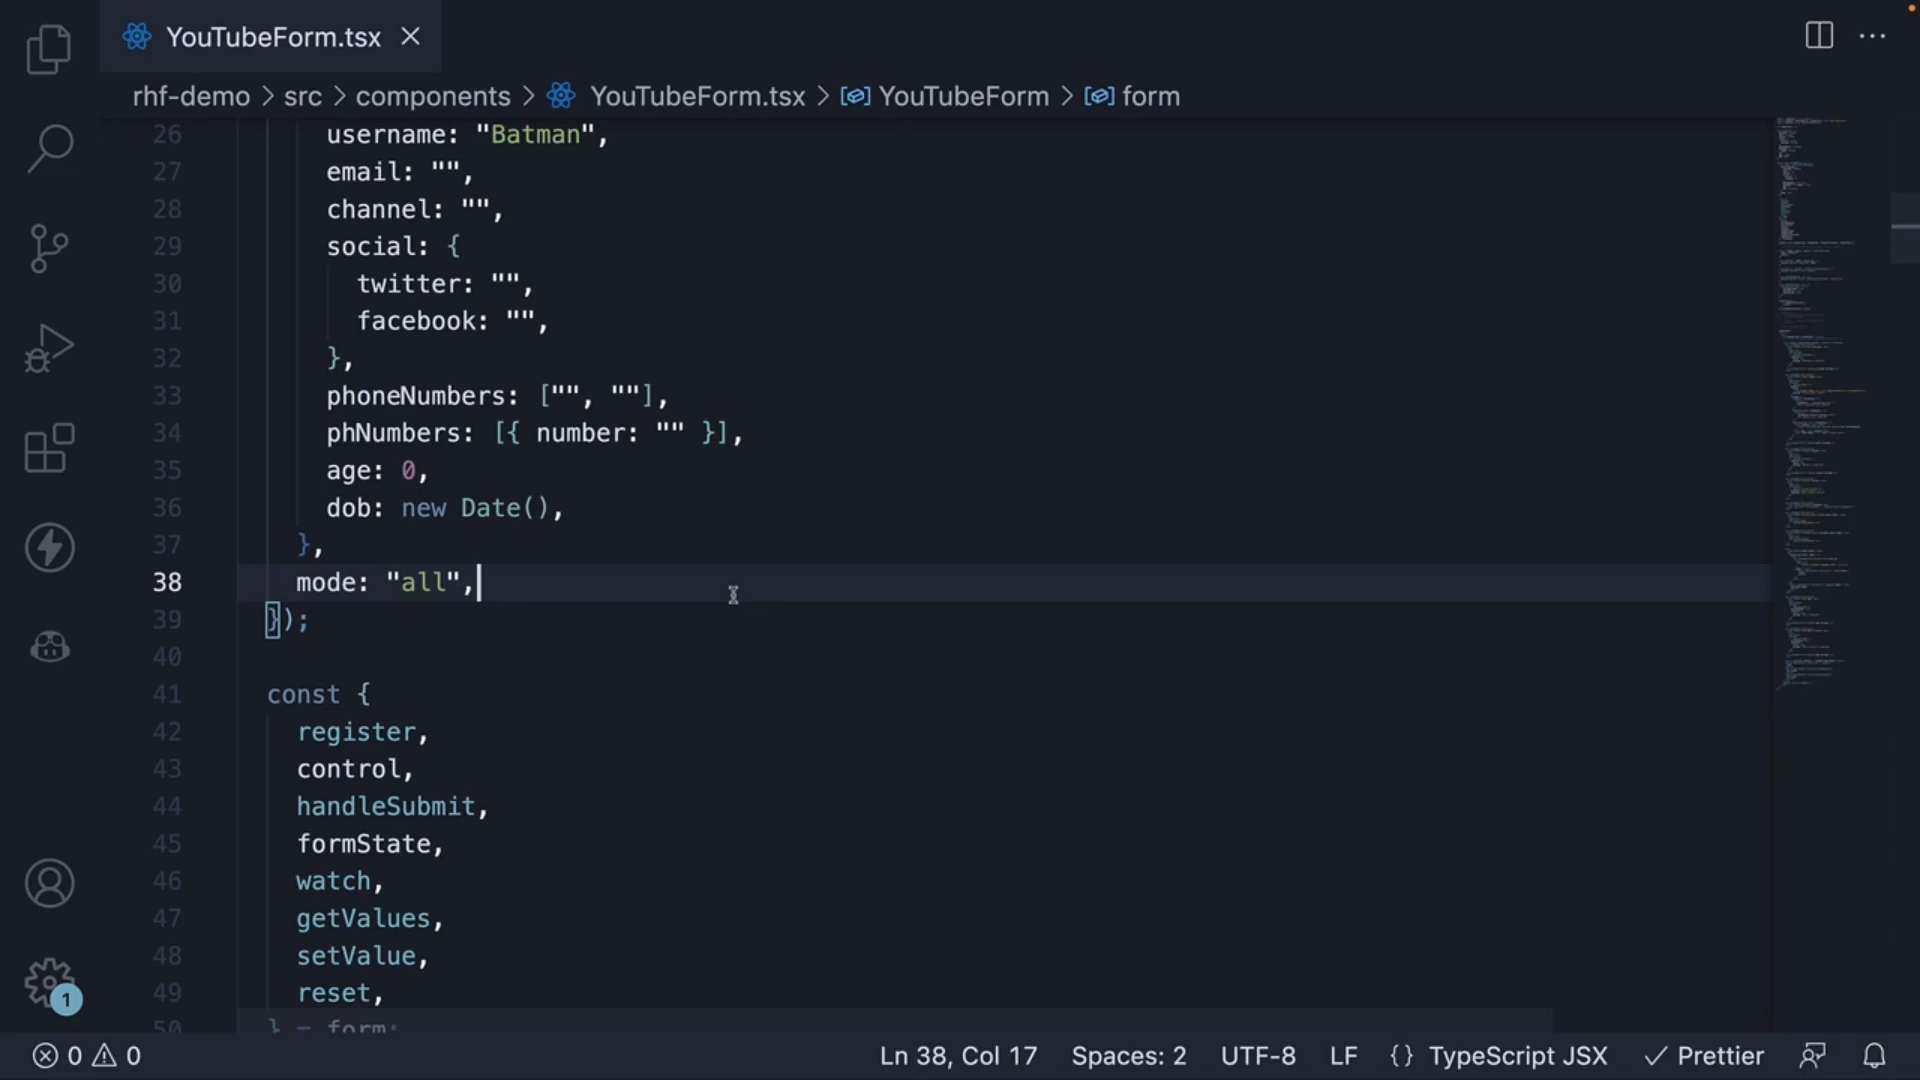 YouTubeForm.tsx
rhf-demo > src > components > YouTubeForm.tsx > YouTubeForm > form
26 username: "Batman",
27 email: "",
28 channel: "",
29 social: {
30 twitter: "",
31 facebook: "",
32 },
33 phoneNumbers: ["", ""],
34 phNumbers: [{ number: "" }],
35 age: 0,
36 dob: new Date(),
37 },
38 mode: "all",
39 });
40
41 const {
42 register,
43 control,
44 handleSubmit,
45 formState,
46 watch,
47 getValues,
48 setValue,
49 reset,
50 } = form;
1
0 0 Ln 38, Col 17 Spaces: 2 UTF-8 LF {} TypeScript JSX ✓ Prettier